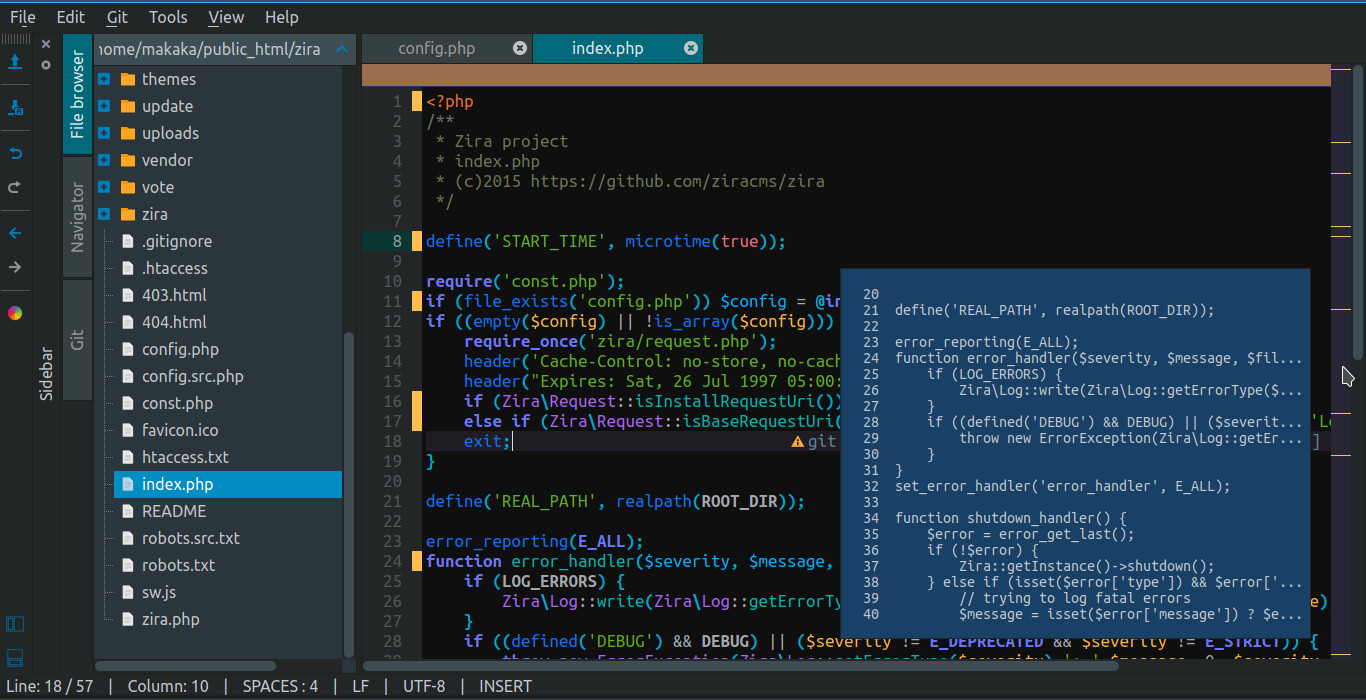 File Edit Git Tools View Help
Sidebar
File browser
Navigator
Git
home/makaka/public_html/zira
themes
update
uploads
vendor
vote
zira
.gitignore
.htaccess
403.html
404.html
config.php
config.src.php
const.php
favicon.ico
htaccess.txt
index.php
README
robots.src.txt
robots.txt
sw.js
zira.php
config.php index.php
1 <?php
2 /**
3 * Zira project
4 * index.php
5 * (c)2015 https://github.com/ziracms/zira
6 */
7
8 define('START_TIME', microtime(true));
9
10 require('const.php');
11 if (file_exists('config.php')) $config = @in
12 if ((empty($config) || !is_array($config)))
13 require_once('zira/request.php');
14 header('Cache-Control: no-store, no-cach
15 header("Expires: Sat, 26 Jul 1997 05:00:
16 if (Zira\Request::isInstallRequestUri())
17 else if (Zira\Request::isBaseRequestUri( 'Lo
18 exit; git ]
19 }
20
21 define('REAL_PATH', realpath(ROOT_DIR));
22
23 error_reporting(E_ALL);
24 function error_handler($severity, $message,
25 if (LOG_ERRORS) {
26 Zira\Log::write(Zira\Log::getErrorTy e)
27 }
28 if ((defined('DEBUG') && DEBUG) || ($severity != E_DEPRECATED && $severity != E_STRICT)) {
20
21 define('REAL_PATH', realpath(ROOT_DIR));
22
23 error_reporting(E_ALL);
24 function error_handler($severity, $message, $fil...
25 if (LOG_ERRORS) {
26 Zira\Log::write(Zira\Log::getErrorType($...
27 }
28 if ((defined('DEBUG') && DEBUG) || ($severit...
29 throw new ErrorException(Zira\Log::getEr...
30 }
31 }
32 set_error_handler('error_handler', E_ALL);
33
34 function shutdown_handler() {
35 $error = error_get_last();
36 if (!$error) {
37 Zira::getInstance()->shutdown();
38 } else if (isset($error['type']) && $error['...
39 // trying to log fatal errors
40 $message = isset($error['message']) ? $e...
Line: 18 / 57 | Column: 10 | SPACES : 4 | LF | UTF-8 | INSERT